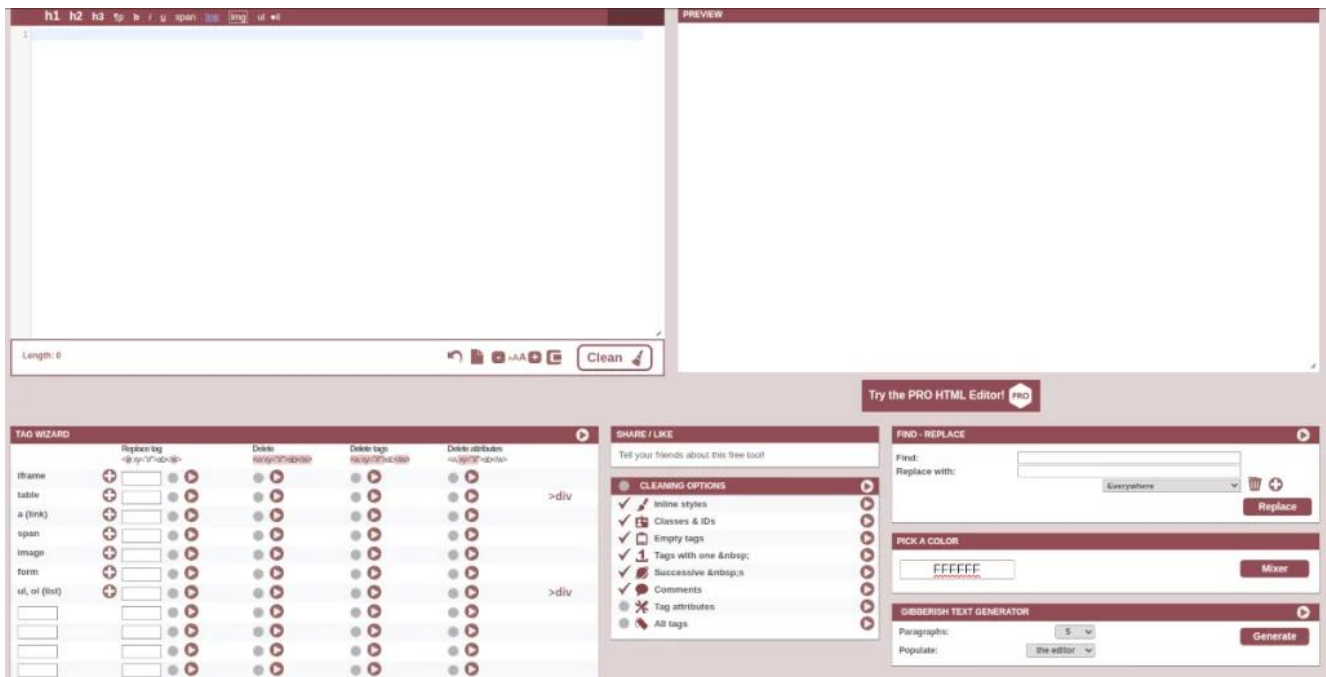 h1 h2 h3 ¶p b i u span link img ul •li
PREVIEW
1
Length: 0
AA
Clean
Try the PRO HTML Editor! PRO
TAG WIZARD
Replace tag Delete Delete tags Delete attributes
iframe
table >div
a (link)
span
image
form
ul, ol (list) >div
SHARE / LIKE
Tell your friends about this free tool!
CLEANING OPTIONS
Inline styles
Classes & IDs
Empty tags
Tags with one &nbsp;
Successive &nbsp;s
Comments
Tag attributes
All tags
FIND - REPLACE
Find:
Replace with:
Everywhere
Replace
PICK A COLOR
FFFFFF Mixer
GIBBERISH TEXT GENERATOR
Paragraphs: 5
Populate: the editor
Generate